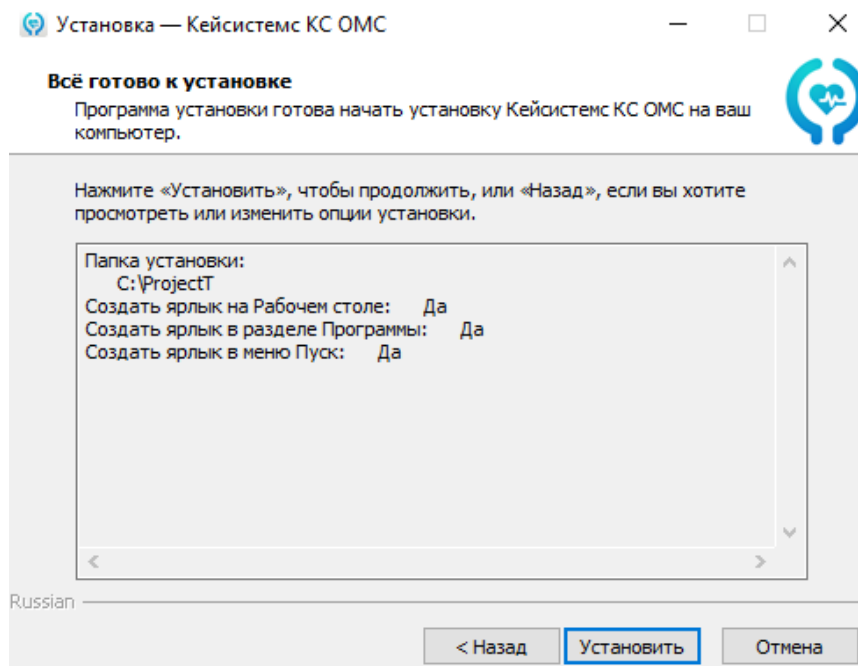 Установка — Кейсистемс КС ОМС
Всё готово к установке
Программа установки готова начать установку Кейсистемс КС ОМС на ваш
компьютер.
Нажмите «Установить», чтобы продолжить, или «Назад», если вы хотите
просмотреть или изменить опции установки.
Папка установки:
C:\ProjectT
Создать ярлык на Рабочем столе: Да
Создать ярлык в разделе Программы: Да
Создать ярлык в меню Пуск: Да
Russian
< Назад
Установить
Отмена